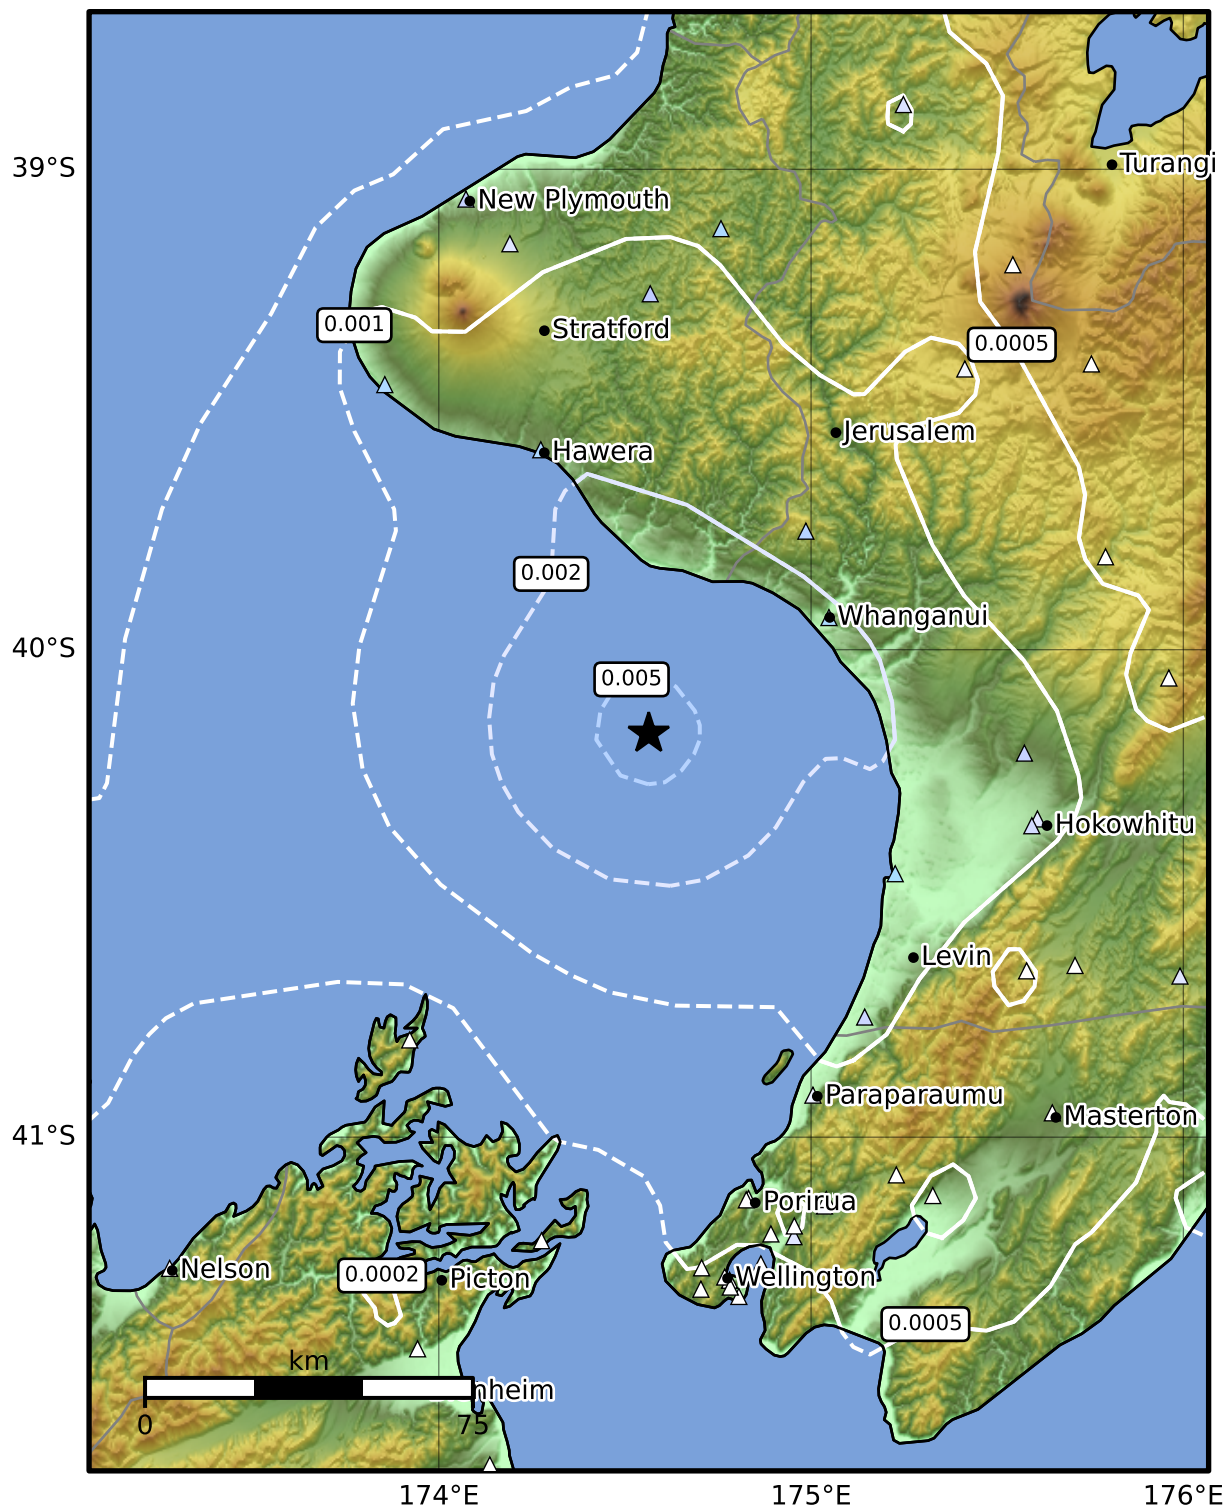 39°S
Turangi
New Plymouth
0.001
Stratford
0.0005
Jerusalem
Hawera
0.002
Whanganui
40°S
0.005
Hokowhitu
Levin
Paraparaumu
Masterton
41°S
Porirua
Nelson
0.0002
Picton
Wellington
0.0005
km
nheim
0
75
174°E
175°E
176°E